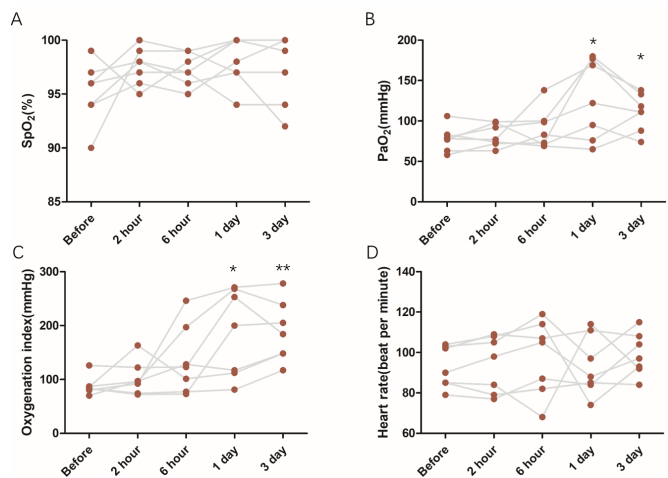 A
SpO2(%)
100
95
90
85
Before
2 hour
6 hour
1 day
3 day
B
PaO2(mmHg)
200
150
100
50
0
*
*
Before
2 hour
6 hour
1 day
3 day
C
Oxygenation index(mmHg)
300
200
100
0
*
**
Before
2 hour
6 hour
1 day
3 day
D
Heart rate(beat per minute)
140
120
100
80
60
Before
2 hour
6 hour
1 day
3 day